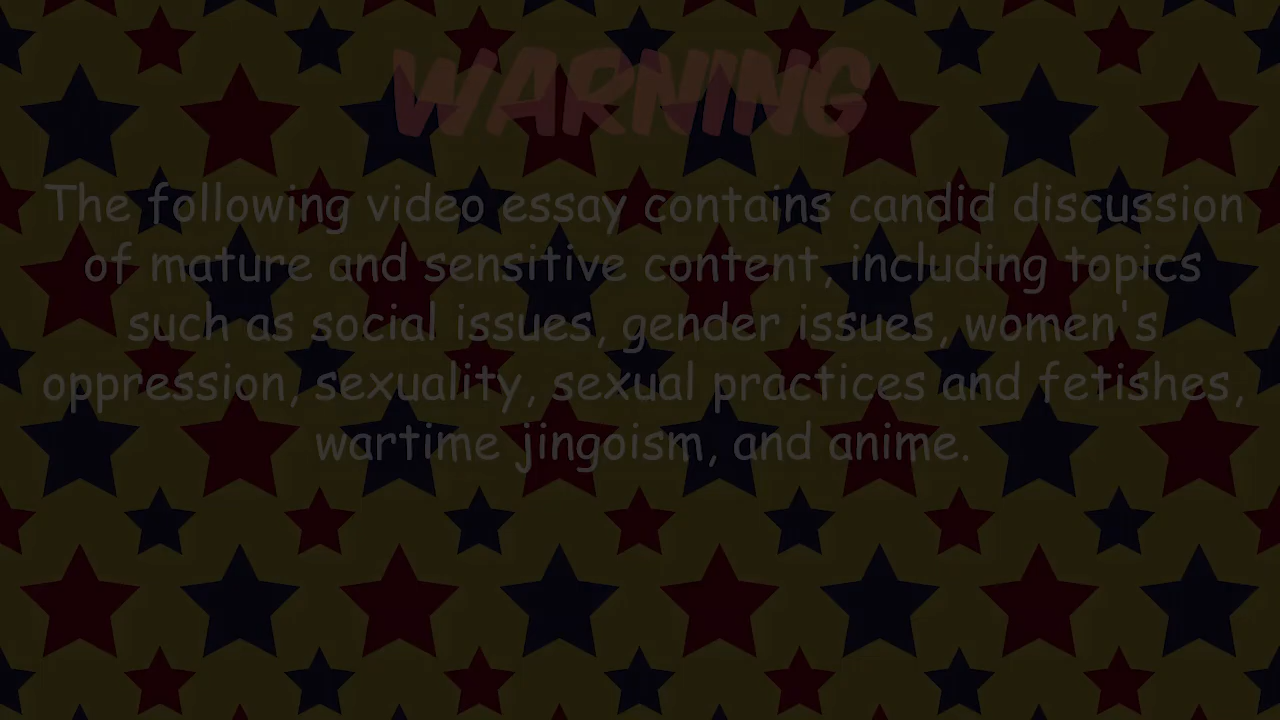 WARNING
The following video essay contains candid discussion
of mature and sensitive content, including topics
such as social issues, gender issues, women's
oppression, sexuality, sexual practices and fetishes,
wartime jingoism, and anime.